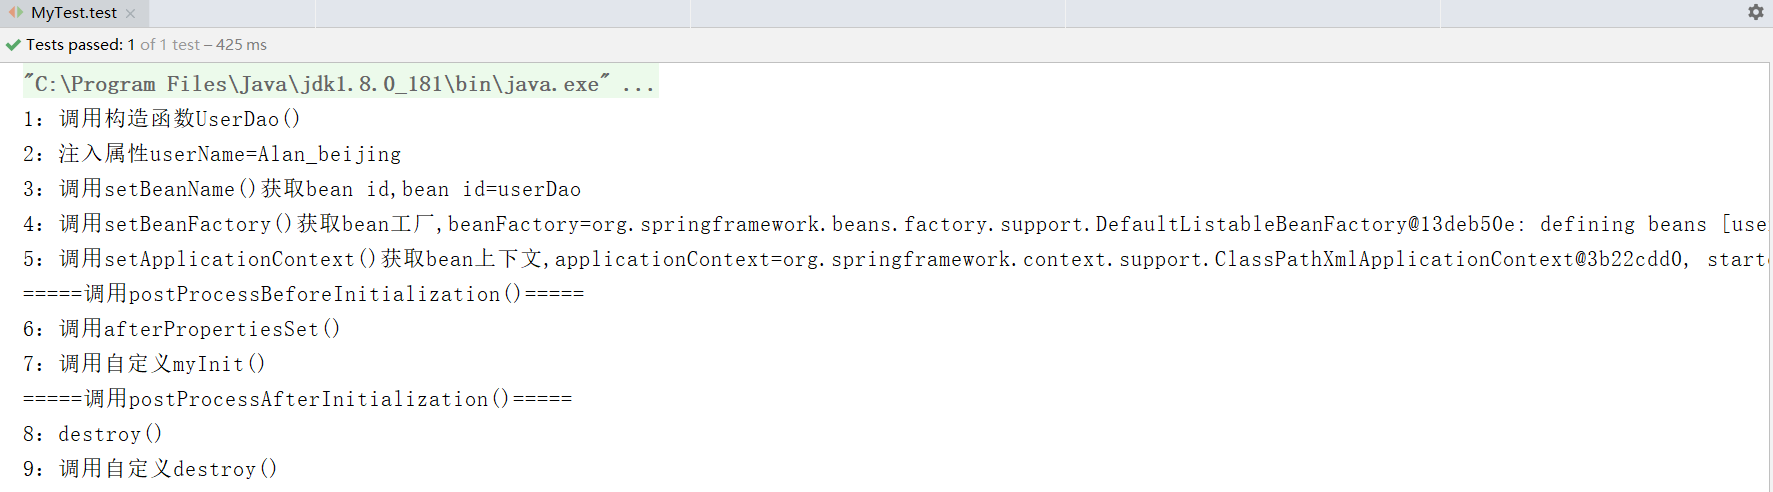 MyTest.test
Tests passed: 1 of 1 test – 425 ms
"C:\Program Files\Java\jdk1.8.0_181\bin\java.exe" ...
1：调用构造函数UserDao()
2：注入属性userName=Alan_beijing
3：调用setBeanName()获取bean id,bean id=userDao
4：调用setBeanFactory()获取bean工厂,beanFactory=org.springframework.beans.factory.support.DefaultListableBeanFactory@13deb50e: defining beans [use
5：调用setApplicationContext()获取bean上下文,applicationContext=org.springframework.context.support.ClassPathXmlApplicationContext@3b22cdd0, start
=====调用postProcessBeforeInitialization()=====
6：调用afterPropertiesSet()
7：调用自定义myInit()
=====调用postProcessAfterInitialization()=====
8：destroy()
9：调用自定义destroy()